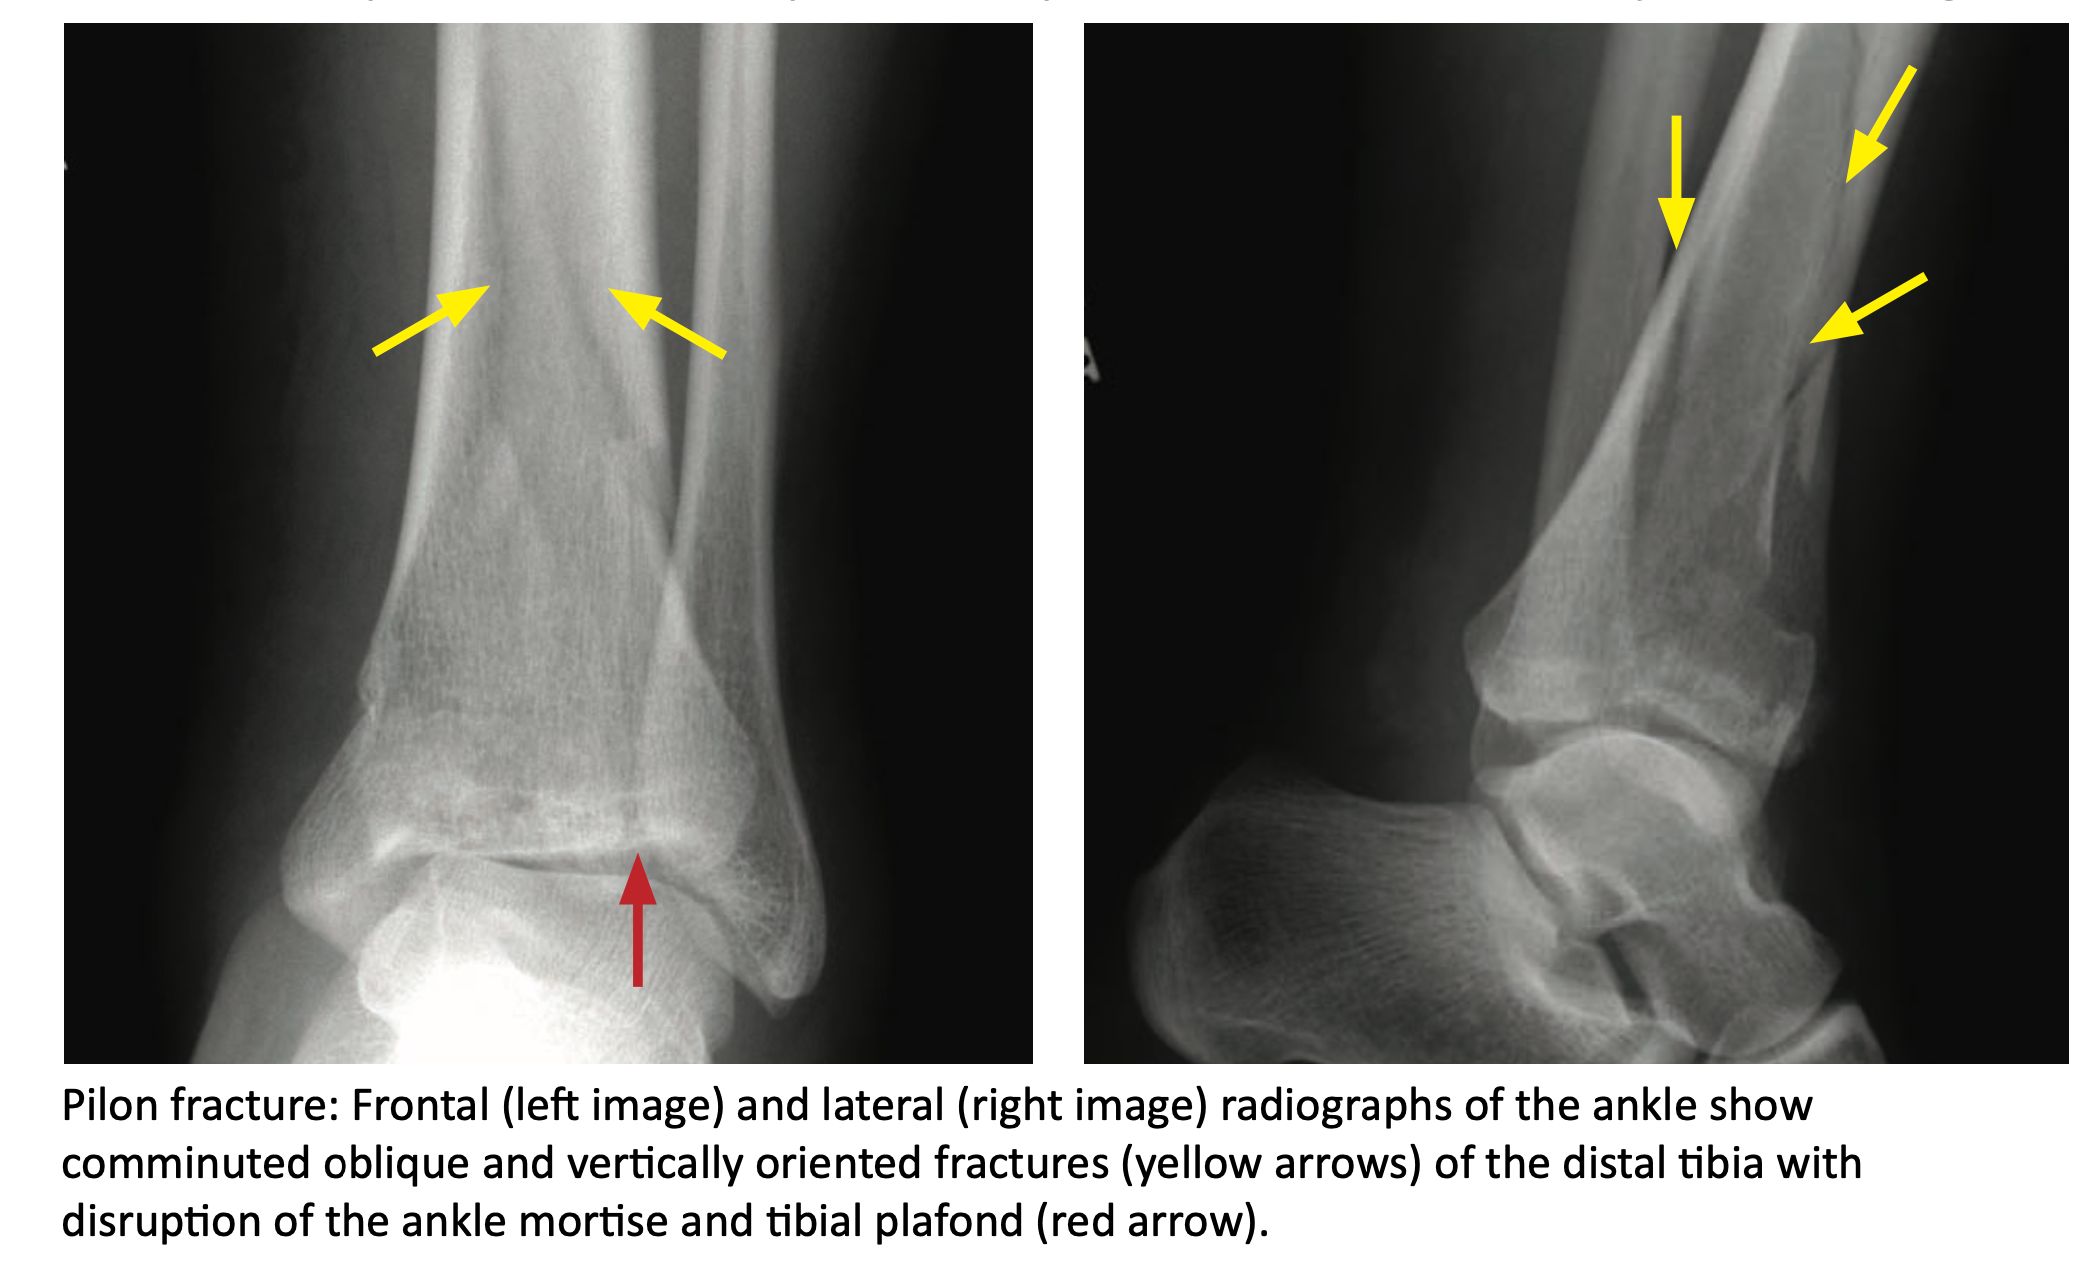 A
Pilon fracture: Frontal (left image) and lateral (right image) radiographs of the ankle show
comminuted oblique and vertically oriented fractures (yellow arrows) of the distal tibia with
disruption of the ankle mortise and tibial plafond (red arrow).